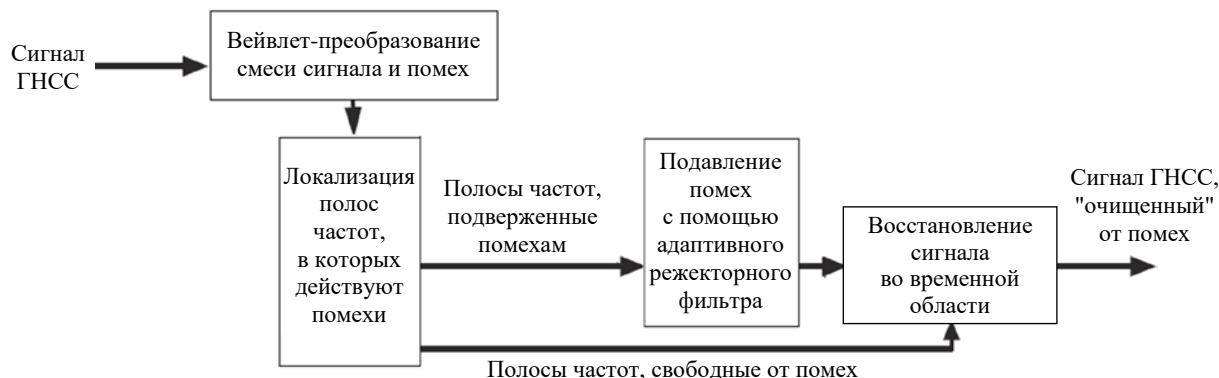 Сигнал
ГНСС
Вейвлет-преобразование
смеси сигнала и помех
Локализация
полос
частот,
в которых
действуют
помехи
Полосы частот,
подверженные
помехам
Подавление
помех
с помощью
адаптивного
режекторного
фильтра
Восстановление
сигнала
во временной
области
Сигнал ГНСС,
"очищенный"
от помех
Полосы частот, свободные от помех